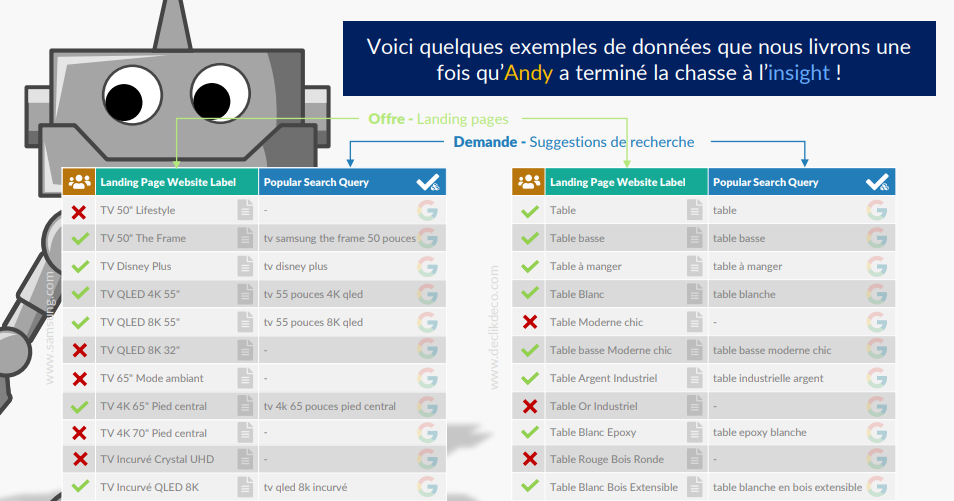 Voici quelques exemples de données que nous livrons une
fois qu'Andy a terminé la chasse à l'insight !
Offre - Landing pages
Demande - Suggestions de recherche
www.samsung.com
Landing Page Website Label Popular Search Query
TV 50" Lifestyle -
TV 50" The Frame tv samsung the frame 50 pouces
TV Disney Plus tv disney plus
TV QLED 4K 55" tv 55 pouces 4K qled
TV QLED 8K 55" tv 55 pouces 8K qled
TV QLED 8K 32" -
TV 65" Mode ambiant -
TV 4K 65" Pied central tv 4k 65 pouces pied central
TV 4K 70" Pied central -
TV Incurvé Crystal UHD -
TV Incurvé QLED 8K tv qled 8k incurvé
www.declikdeco.com
Landing Page Website Label Popular Search Query
Table table
Table basse table basse
Table à manger table à manger
Table Blanc table blanche
Table Moderne chic -
Table basse Moderne chic table basse moderne chic
Table Argent Industriel table industrielle argent
Table Or Industriel -
Table Blanc Epoxy table epoxy blanche
Table Rouge Bois Ronde -
Table Blanc Bois Extensible table blanche en bois extensible